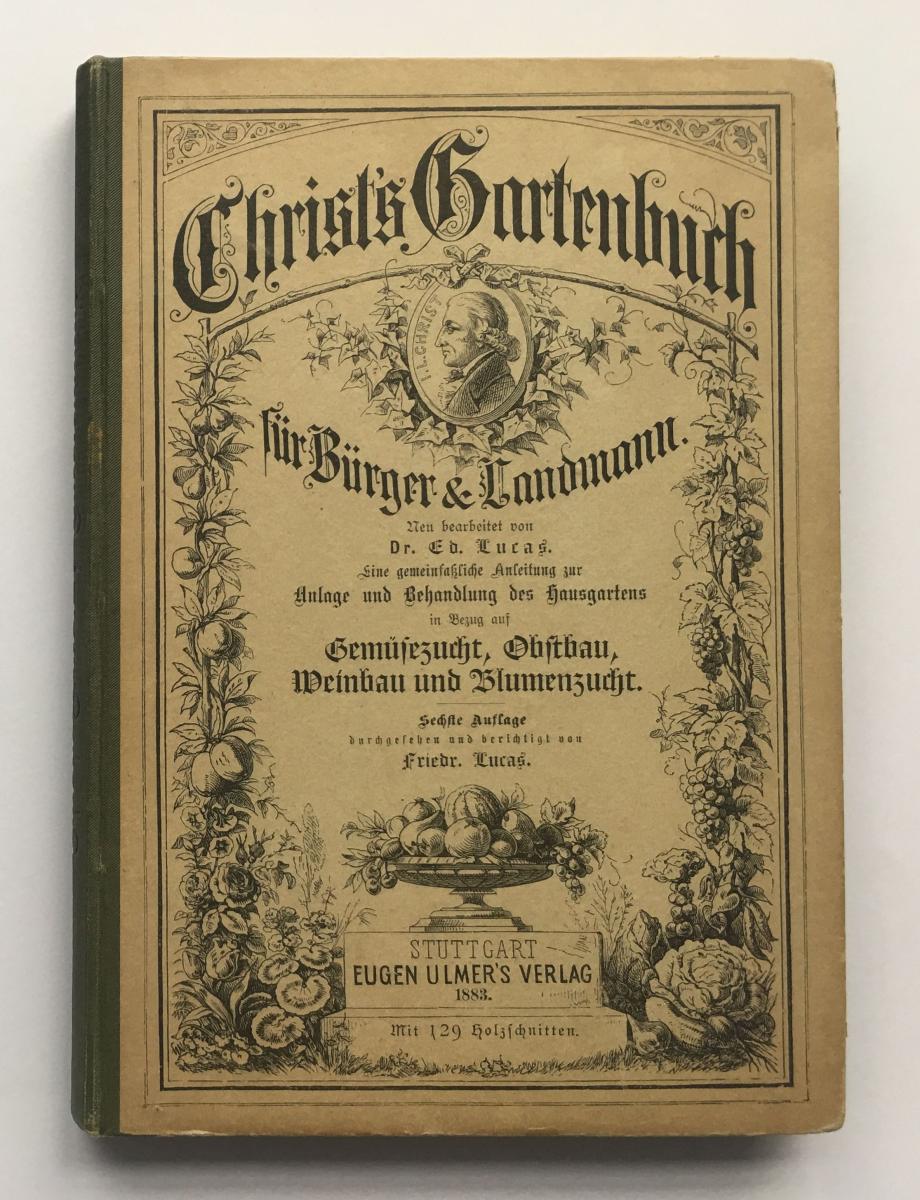 Christ's Gartenbuch
I.L.CHRIST
für Bürger & Landmann.
Neu bearbeitet von
Dr. Ed. Lucas.
Eine gemeinfaßliche Anleitung zur
Anlage und Behandlung des Hausgartens
in Bezug auf
Gemüsezucht, Obstbau,
Weinbau und Blumenzucht.
Sechste Auflage
durchgesehen und berichtigt von
Friedr. Lucas.
STUTTGART
EUGEN ULMER'S VERLAG
1883.
Mit 129 Holzschnitten.